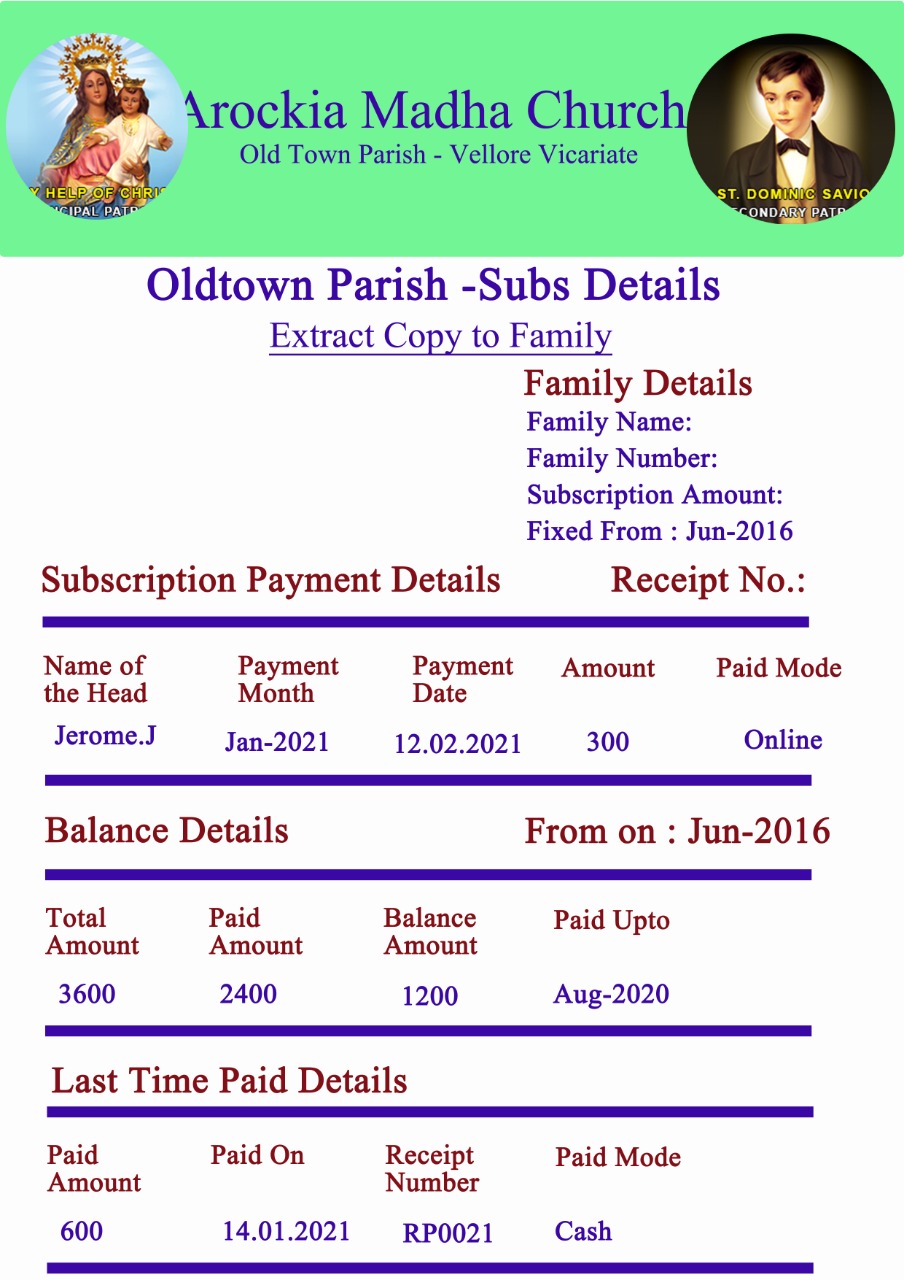 Arockia Madha Church
Old Town Parish - Vellore Vicariate
Y HELP OF CHRIS
ICIPAL PATR
ST. DOMINIC SAVIO
ECONDARY PATR
Oldtown Parish -Subs Details
Extract Copy to Family
Family Details
Family Name:
Family Number:
Subscription Amount:
Fixed From : Jun-2016
Subscription Payment Details Receipt No.:
Name of the Head Payment Month Payment Date Amount Paid Mode
Jerome.J Jan-2021 12.02.2021 300 Online
Balance Details From on : Jun-2016
Total Amount Paid Amount Balance Amount Paid Upto
3600 2400 1200 Aug-2020
Last Time Paid Details
Paid Amount Paid On Receipt Number Paid Mode
600 14.01.2021 RP0021 Cash